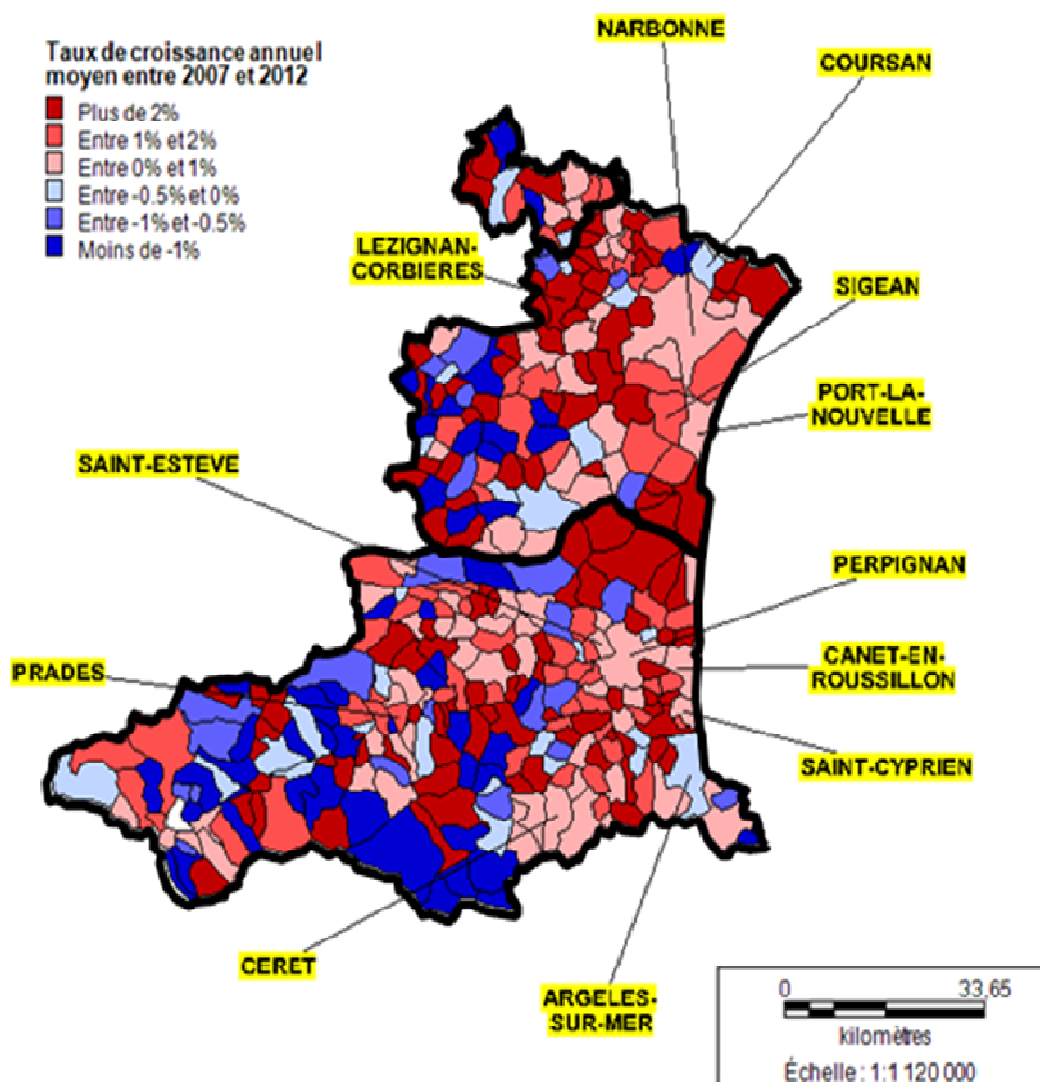 Taux de croissance annuel
moyen entre 2007 et 2012
Plus de 2%
Entre 1% et 2%
Entre 0% et 1%
Entre -0.5% et 0%
Entre -1% et -0.5%
Moins de -1%
NARBONNE
COURSAN
LEZIGNAN-
CORBIERES
SIGEAN
PORT-LA-
NOUVELLE
SAINT-ESTEVE
PERPIGNAN
PRADES
CANET-EN-
ROUSSILLON
SAINT-CYPRIEN
CERET
ARGELES-
SUR-MER
0 33,65
kilomètres
Échelle : 1:1 120 000